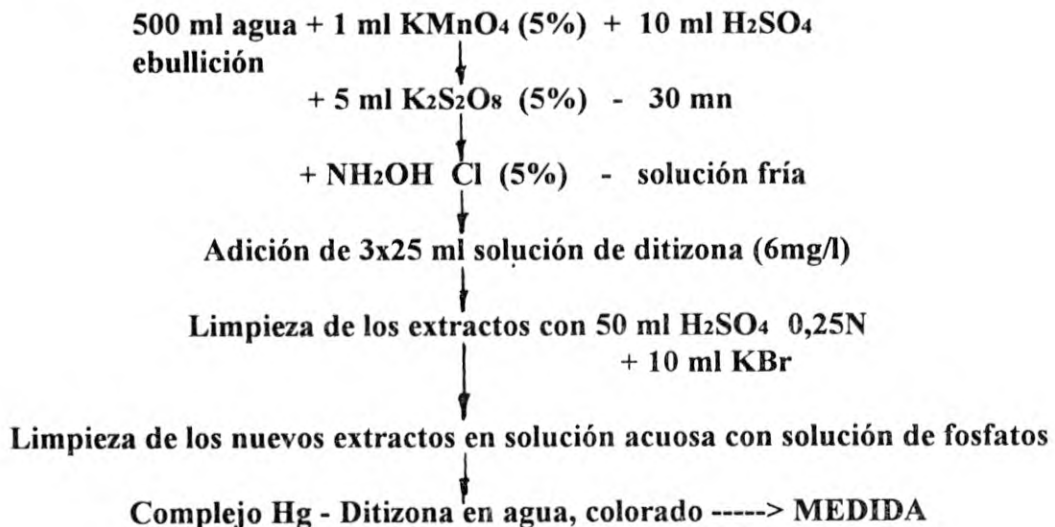 500 ml agua + 1 ml KMnO4 (5%) + 10 ml H2SO4
ebullición
+ 5 ml K2S2O8 (5%) - 30 mn
+ NH2OH Cl (5%) - solución fría
Adición de 3x25 ml solución de ditizona (6mg/l)
Limpieza de los extractos con 50 ml H2SO4 0,25N
+ 10 ml KBr
Limpieza de los nuevos extractos en solución acuosa con solución de fosfatos
Complejo Hg - Ditizona en agua, colorado -----> MEDIDA